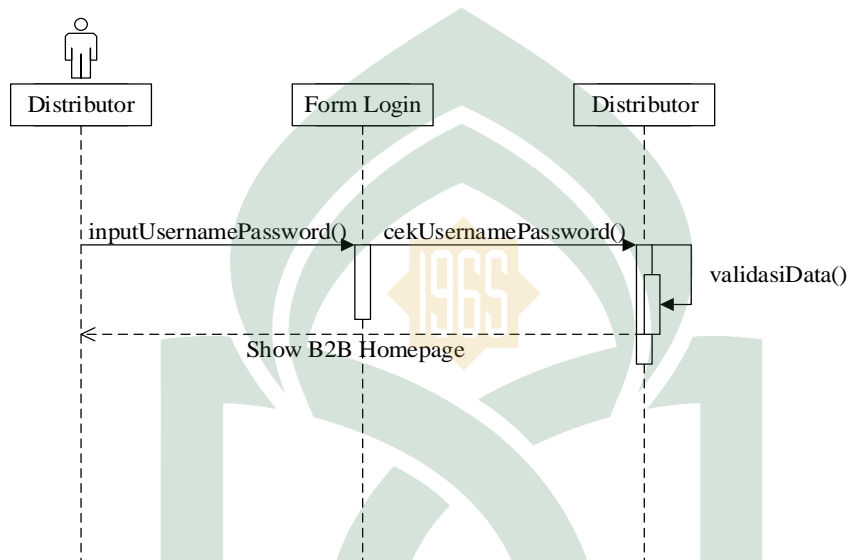 Distributor
Form Login
Distributor
inputUsernamePassword()
cekUsernamePassword()
validasiData()
Show B2B Homepage
1965